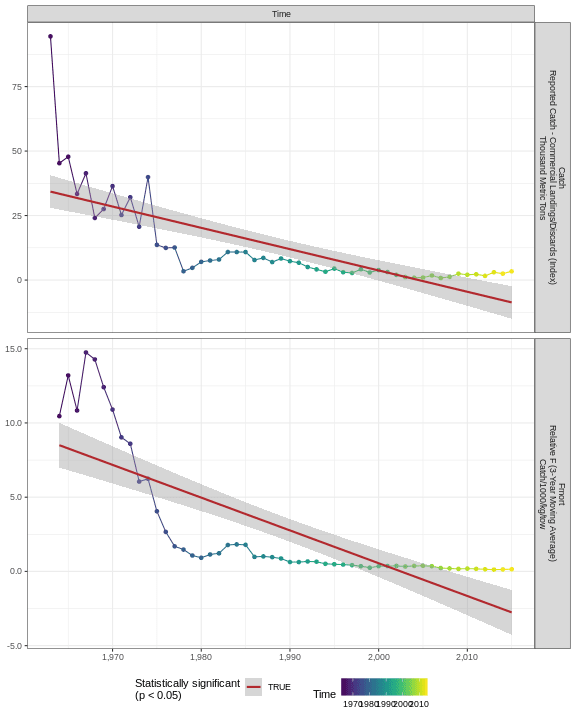 Time
75
50
25
0
Catch
Reported Catch - Commercial Landings/Discards (Index)
Thousand Metric Tons
15.0
10.0
5.0
0.0
-5.0
Fmort
Relative F (3-Year Moving Average)
Catch/1000/kg/tow
1,970 1,980 1,990 2,000 2,010
Statistically significant
(p < 0.05)
TRUE
Time
1970 1980 1990 2000 2010